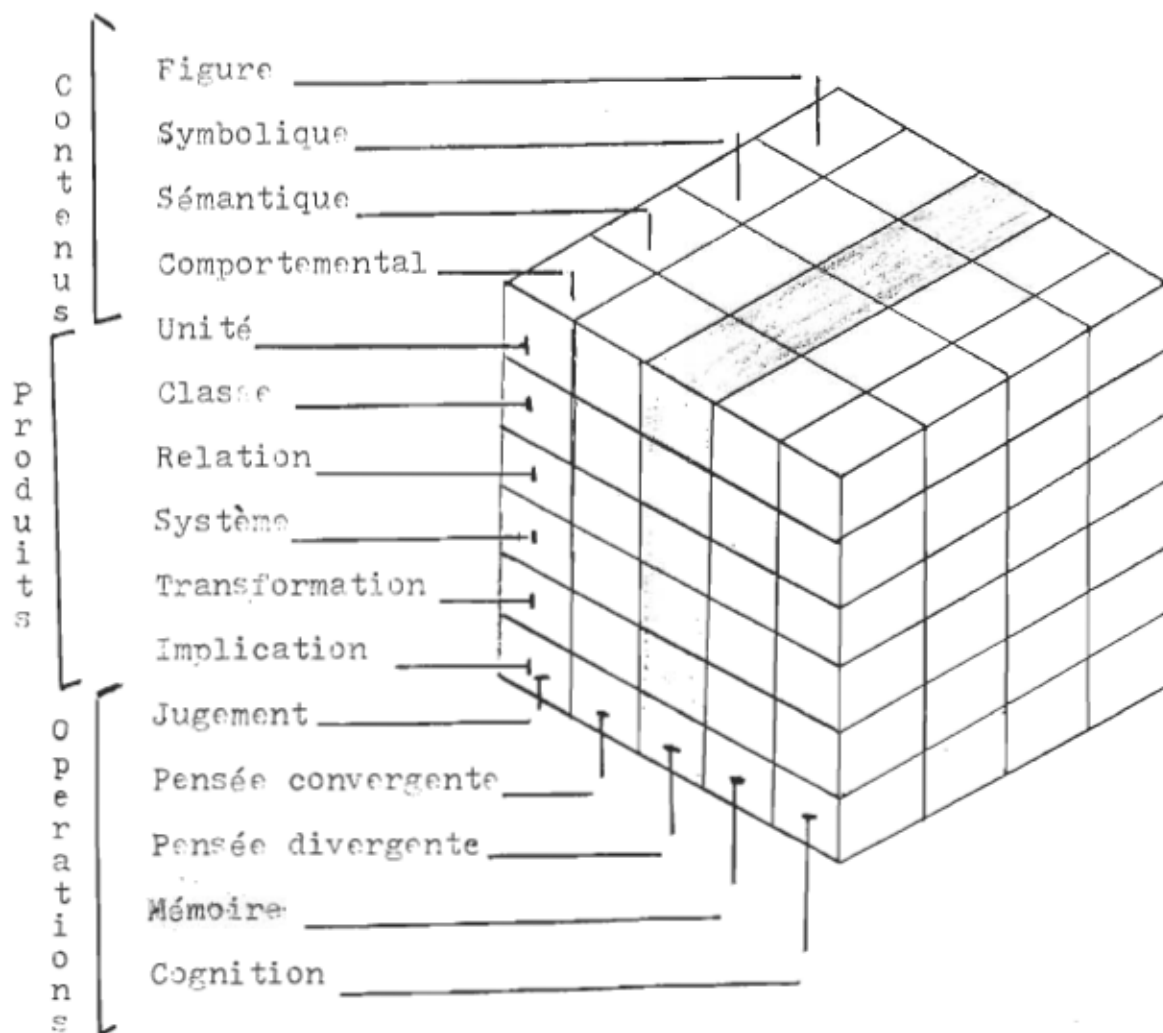 Contenus
Figure
Symbolique
Sémantique
Comportemental
Produits
Unité
Classe
Relation
Système
Transformation
Implication
Operations
Jugement
Pensée convergente
Pensée divergente
Mémoire
Cognition